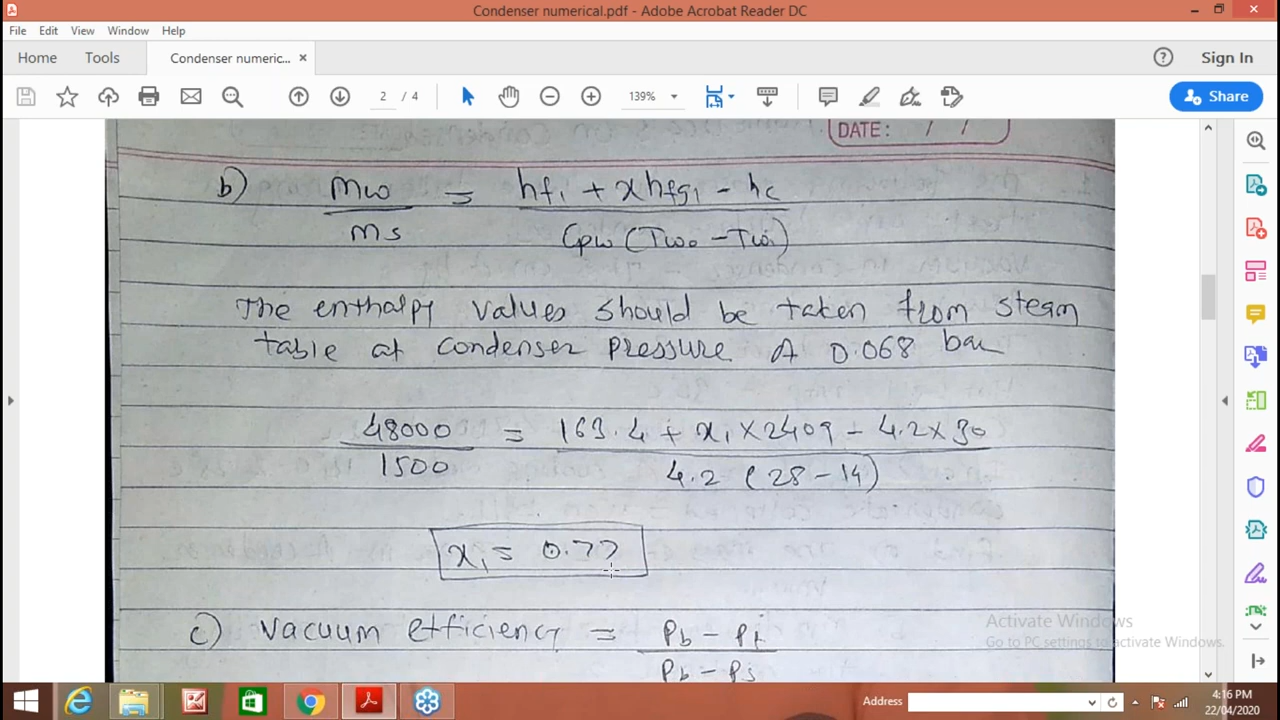 Condenser numerical.pdf - Adobe Acrobat Reader DC
File Edit View Window Help
Home Tools Condenser numeric... × Sign In
2 / 4 139% Share
DATE: / /
b) mw/ms = hf1 + x hfg1 - hc / Cpw (Two - Twi)
The enthalpy values should be taken from steam
table at condenser pressure of 0.068 bar
48000/1500 = 163.4 + x1 × 2409 - 4.2 × 30 / 4.2 (28 - 14)
x1 = 0.77
c) Vacuum efficiency = Pb - Pt / Pb - Ps
Activate Windows
Go to PC settings to activate Windows.
Address
4:16 PM
22/04/2020